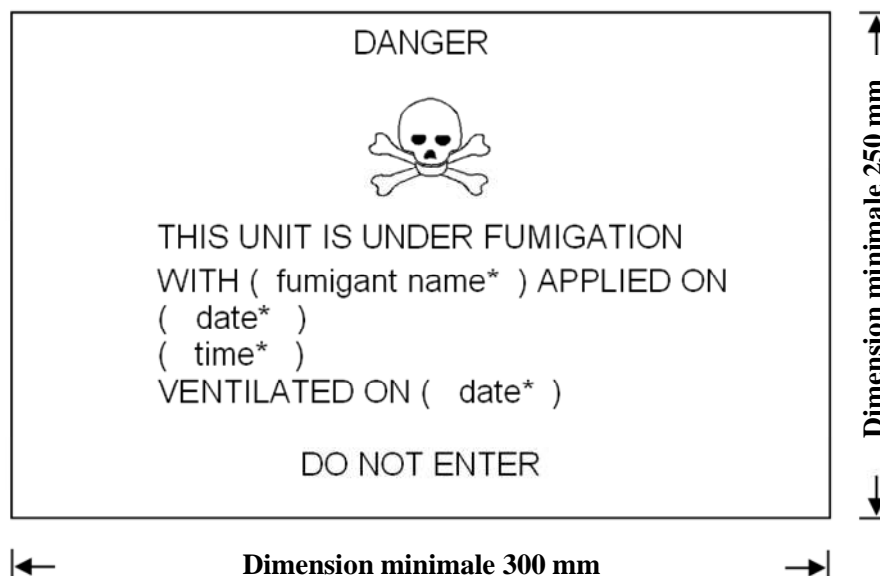 DANGER
THIS UNIT IS UNDER FUMIGATION
WITH ( fumigant name* ) APPLIED ON
( date* )
( time* )
VENTILATED ON ( date* )
DO NOT ENTER
Dimension minimale 250 mm
Dimension minimale 300 mm